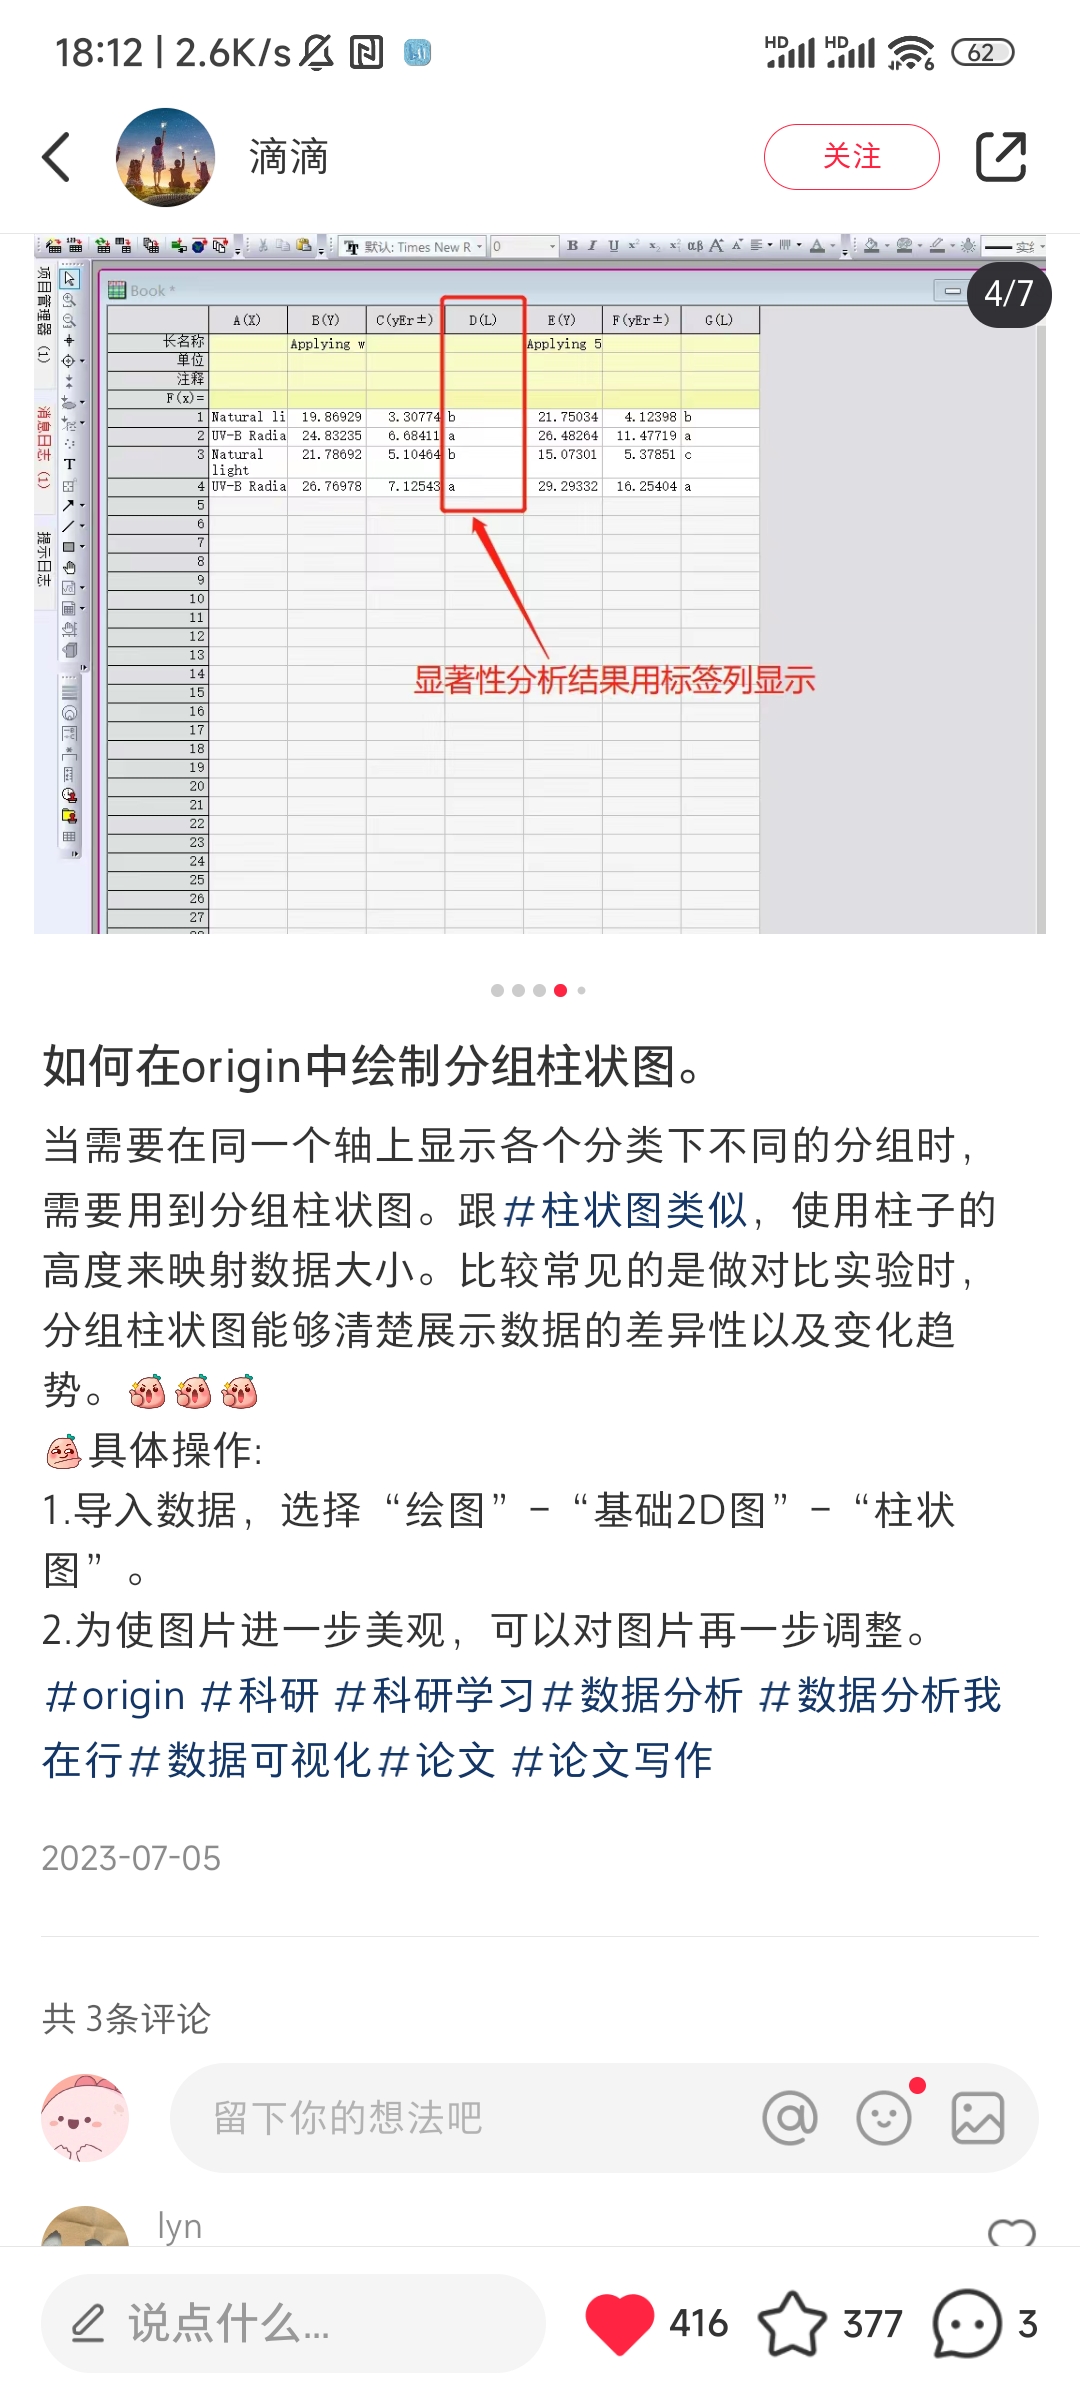 18:12 | 2.6K/s
HD HD 6 62
滴滴
关注
4/7
默认: Times New R 0 B I U αβ A 实线
项目管理器 (1)
消息日志 (1)
提示日志
Book *
A(X) B(Y) C(yEr±) D(L) E(Y) F(yEr±) G(L)
长名称 Applying w Applying 5
单位
注释
F(x)=
1 Natural li 19.86929 3.30774 b 21.75034 4.12398 b
2 UV-B Radia 24.83235 6.68411 a 26.48264 11.47719 a
3 Natural light 21.78692 5.10464 b 15.07301 5.37851 c
4 UV-B Radia 26.76978 7.12543 a 29.29332 16.25404 a
5
6
7
8
9
10
11
12
13
14
15
16
17
18
19
20
21
22
23
24
25
26
27
显著性分析结果用标签列显示
如何在origin中绘制分组柱状图。
当需要在同一个轴上显示各个分类下不同的分组时，
需要用到分组柱状图。跟#柱状图类似，使用柱子的
高度来映射数据大小。比较常见的是做对比实验时，
分组柱状图能够清楚展示数据的差异性以及变化趋
势。
具体操作:
1.导入数据，选择“绘图”-“基础2D图”-“柱状
图”。
2.为使图片进一步美观，可以对图片再一步调整。
#origin #科研 #科研学习#数据分析 #数据分析我
在行#数据可视化#论文 #论文写作
2023-07-05
共 3条评论
留下你的想法吧
lyn
说点什么...
416
377
3